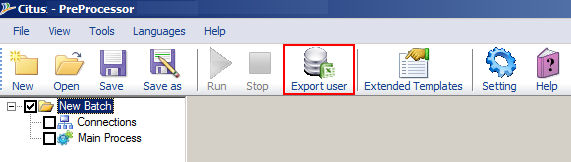 Citus: - PreProcessor
File View Tools Languages Help
New Open Save Save as Run Stop Export user Extended Templates Setting Help
New Batch
Connections
Main Process